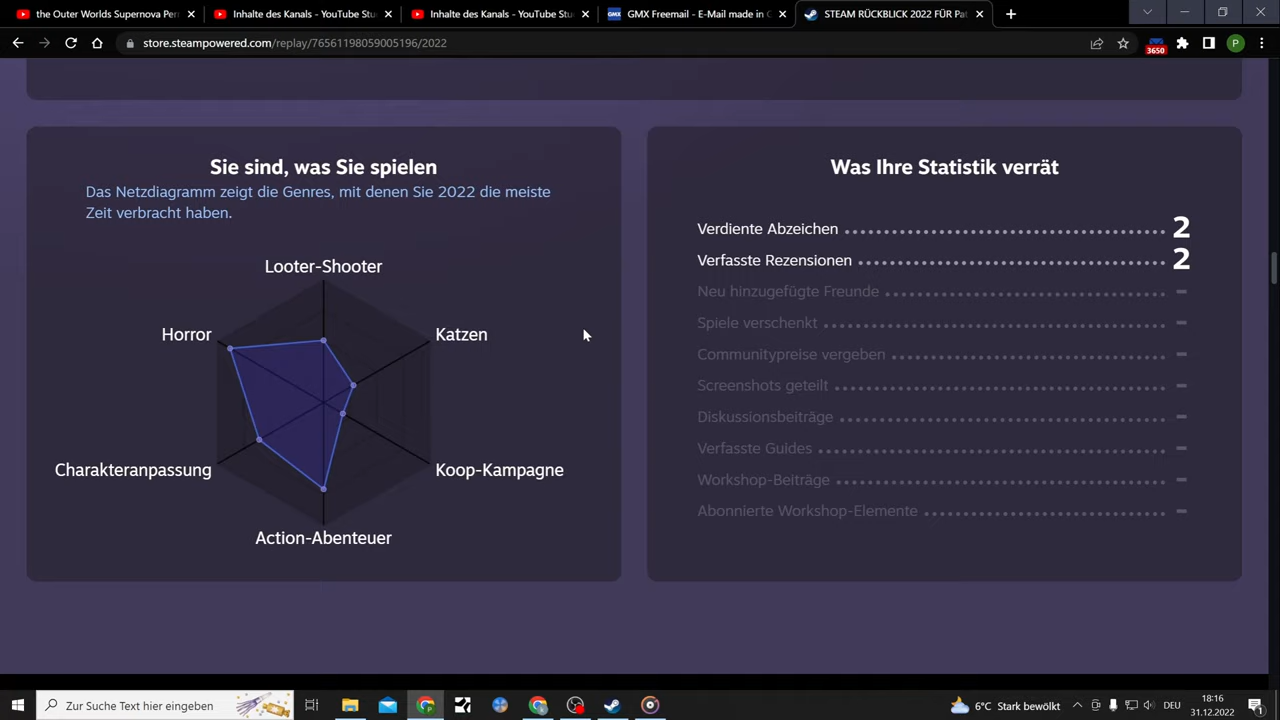 the Outer Worlds Supernova Per
Inhalte des Kanals - YouTube Stu
Inhalte des Kanals - YouTube Stu
GMX Freemail - E-Mail made in G
STEAM RÜCKBLICK 2022 FÜR Pat
store.steampowered.com/replay/76561198059005196/2022
3650
P
Sie sind, was Sie spielen
Das Netzdiagramm zeigt die Genres, mit denen Sie 2022 die meiste
Zeit verbracht haben.
Looter-Shooter
Horror
Katzen
Charakteranpassung
Koop-Kampagne
Action-Abenteuer
Was Ihre Statistik verrät
Verdiente Abzeichen 2
Verfasste Rezensionen 2
Neu hinzugefügte Freunde -
Spiele verschenkt -
Communitypreise vergeben -
Screenshots geteilt -
Diskussionsbeiträge -
Verfasste Guides -
Workshop-Beiträge -
Abonnierte Workshop-Elemente -
Zur Suche Text hier eingeben
6°C Stark bewölkt
DEU
18:16
31.12.2022
1